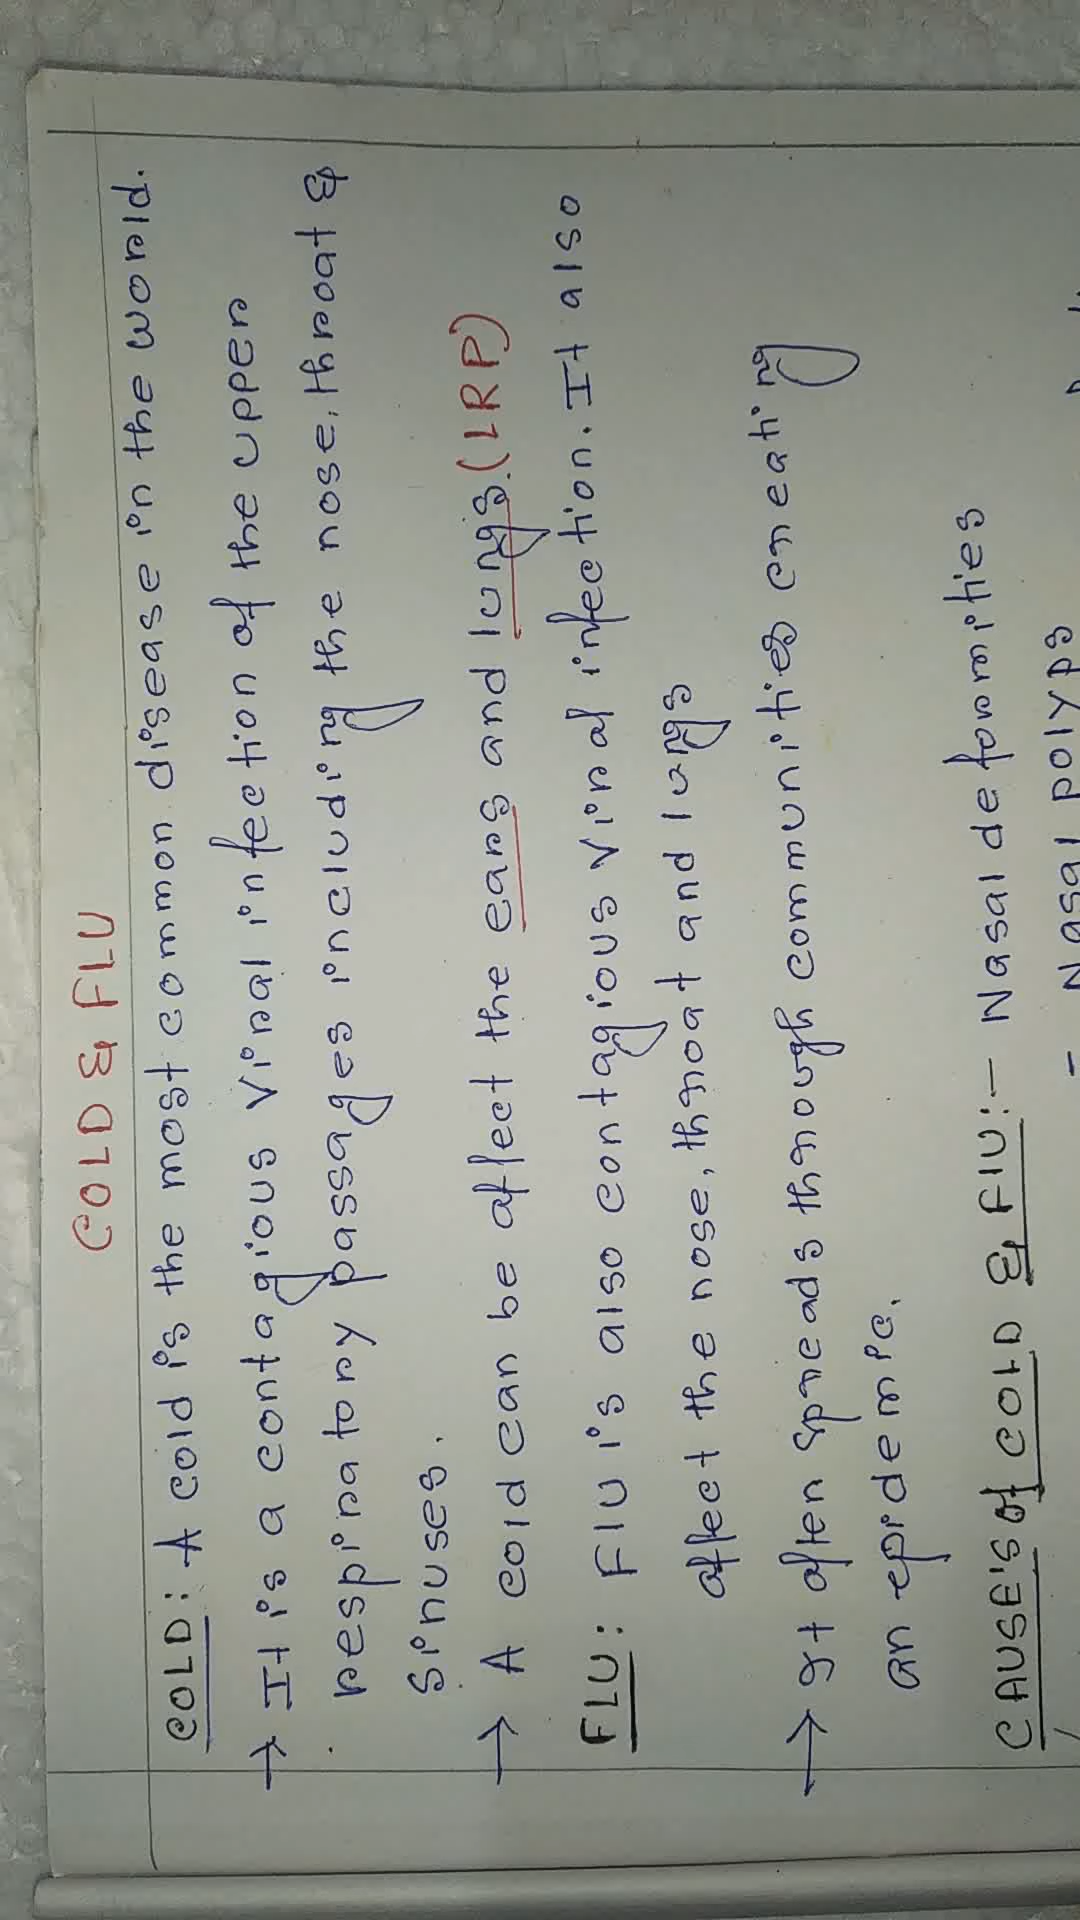 COLD & FLU
COLD: A cold is the most common disease in the world.
→ It is a contagious viral infection of the upper
respiratory passages including the nose, throat &
sinuses.
→ A cold can be affect the ears and lungs. (LRP)
FLU: Flu is also contagious viral infection. It also
affect the nose, throat and lungs
→ It often spreads through communities creating
an epidemic.
CAUSES of COLD & FLU:- Nasal deformities
- Nasal polyps